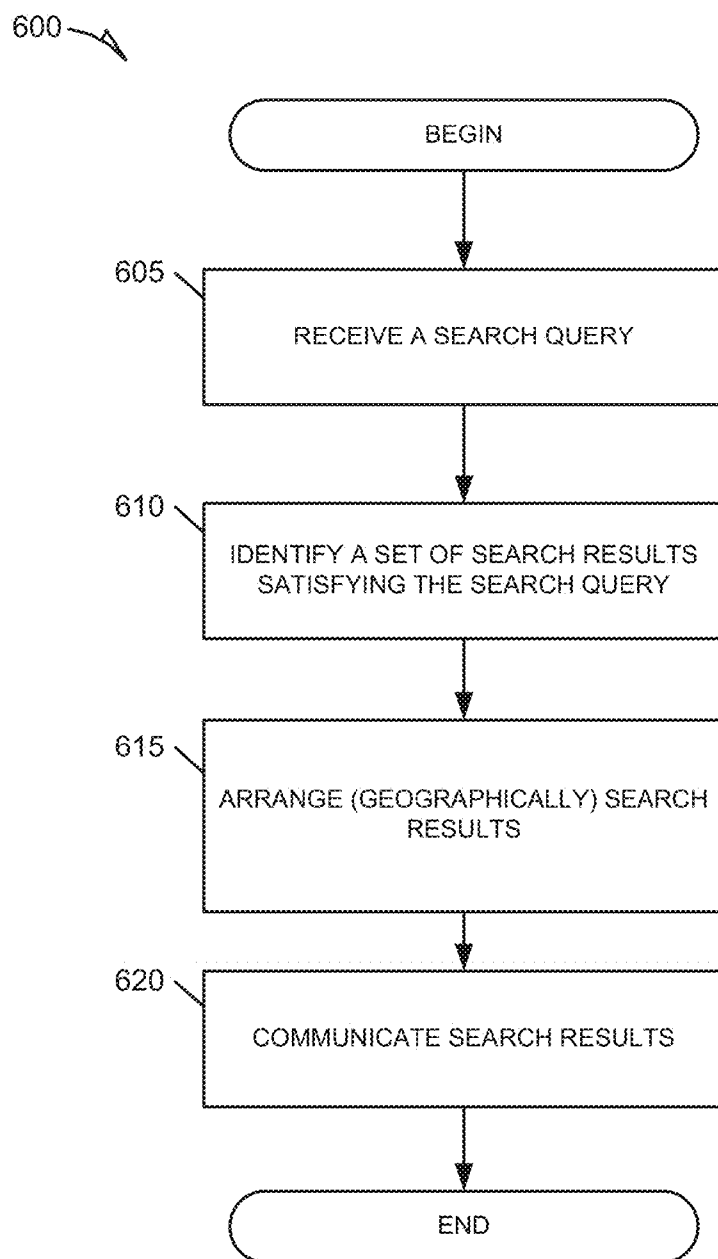 600
BEGIN
605
RECEIVE A SEARCH QUERY
610
IDENTIFY A SET OF SEARCH RESULTS
SATISFYING THE SEARCH QUERY
615
ARRANGE (GEOGRAPHICALLY) SEARCH
RESULTS
620
COMMUNICATE SEARCH RESULTS
END